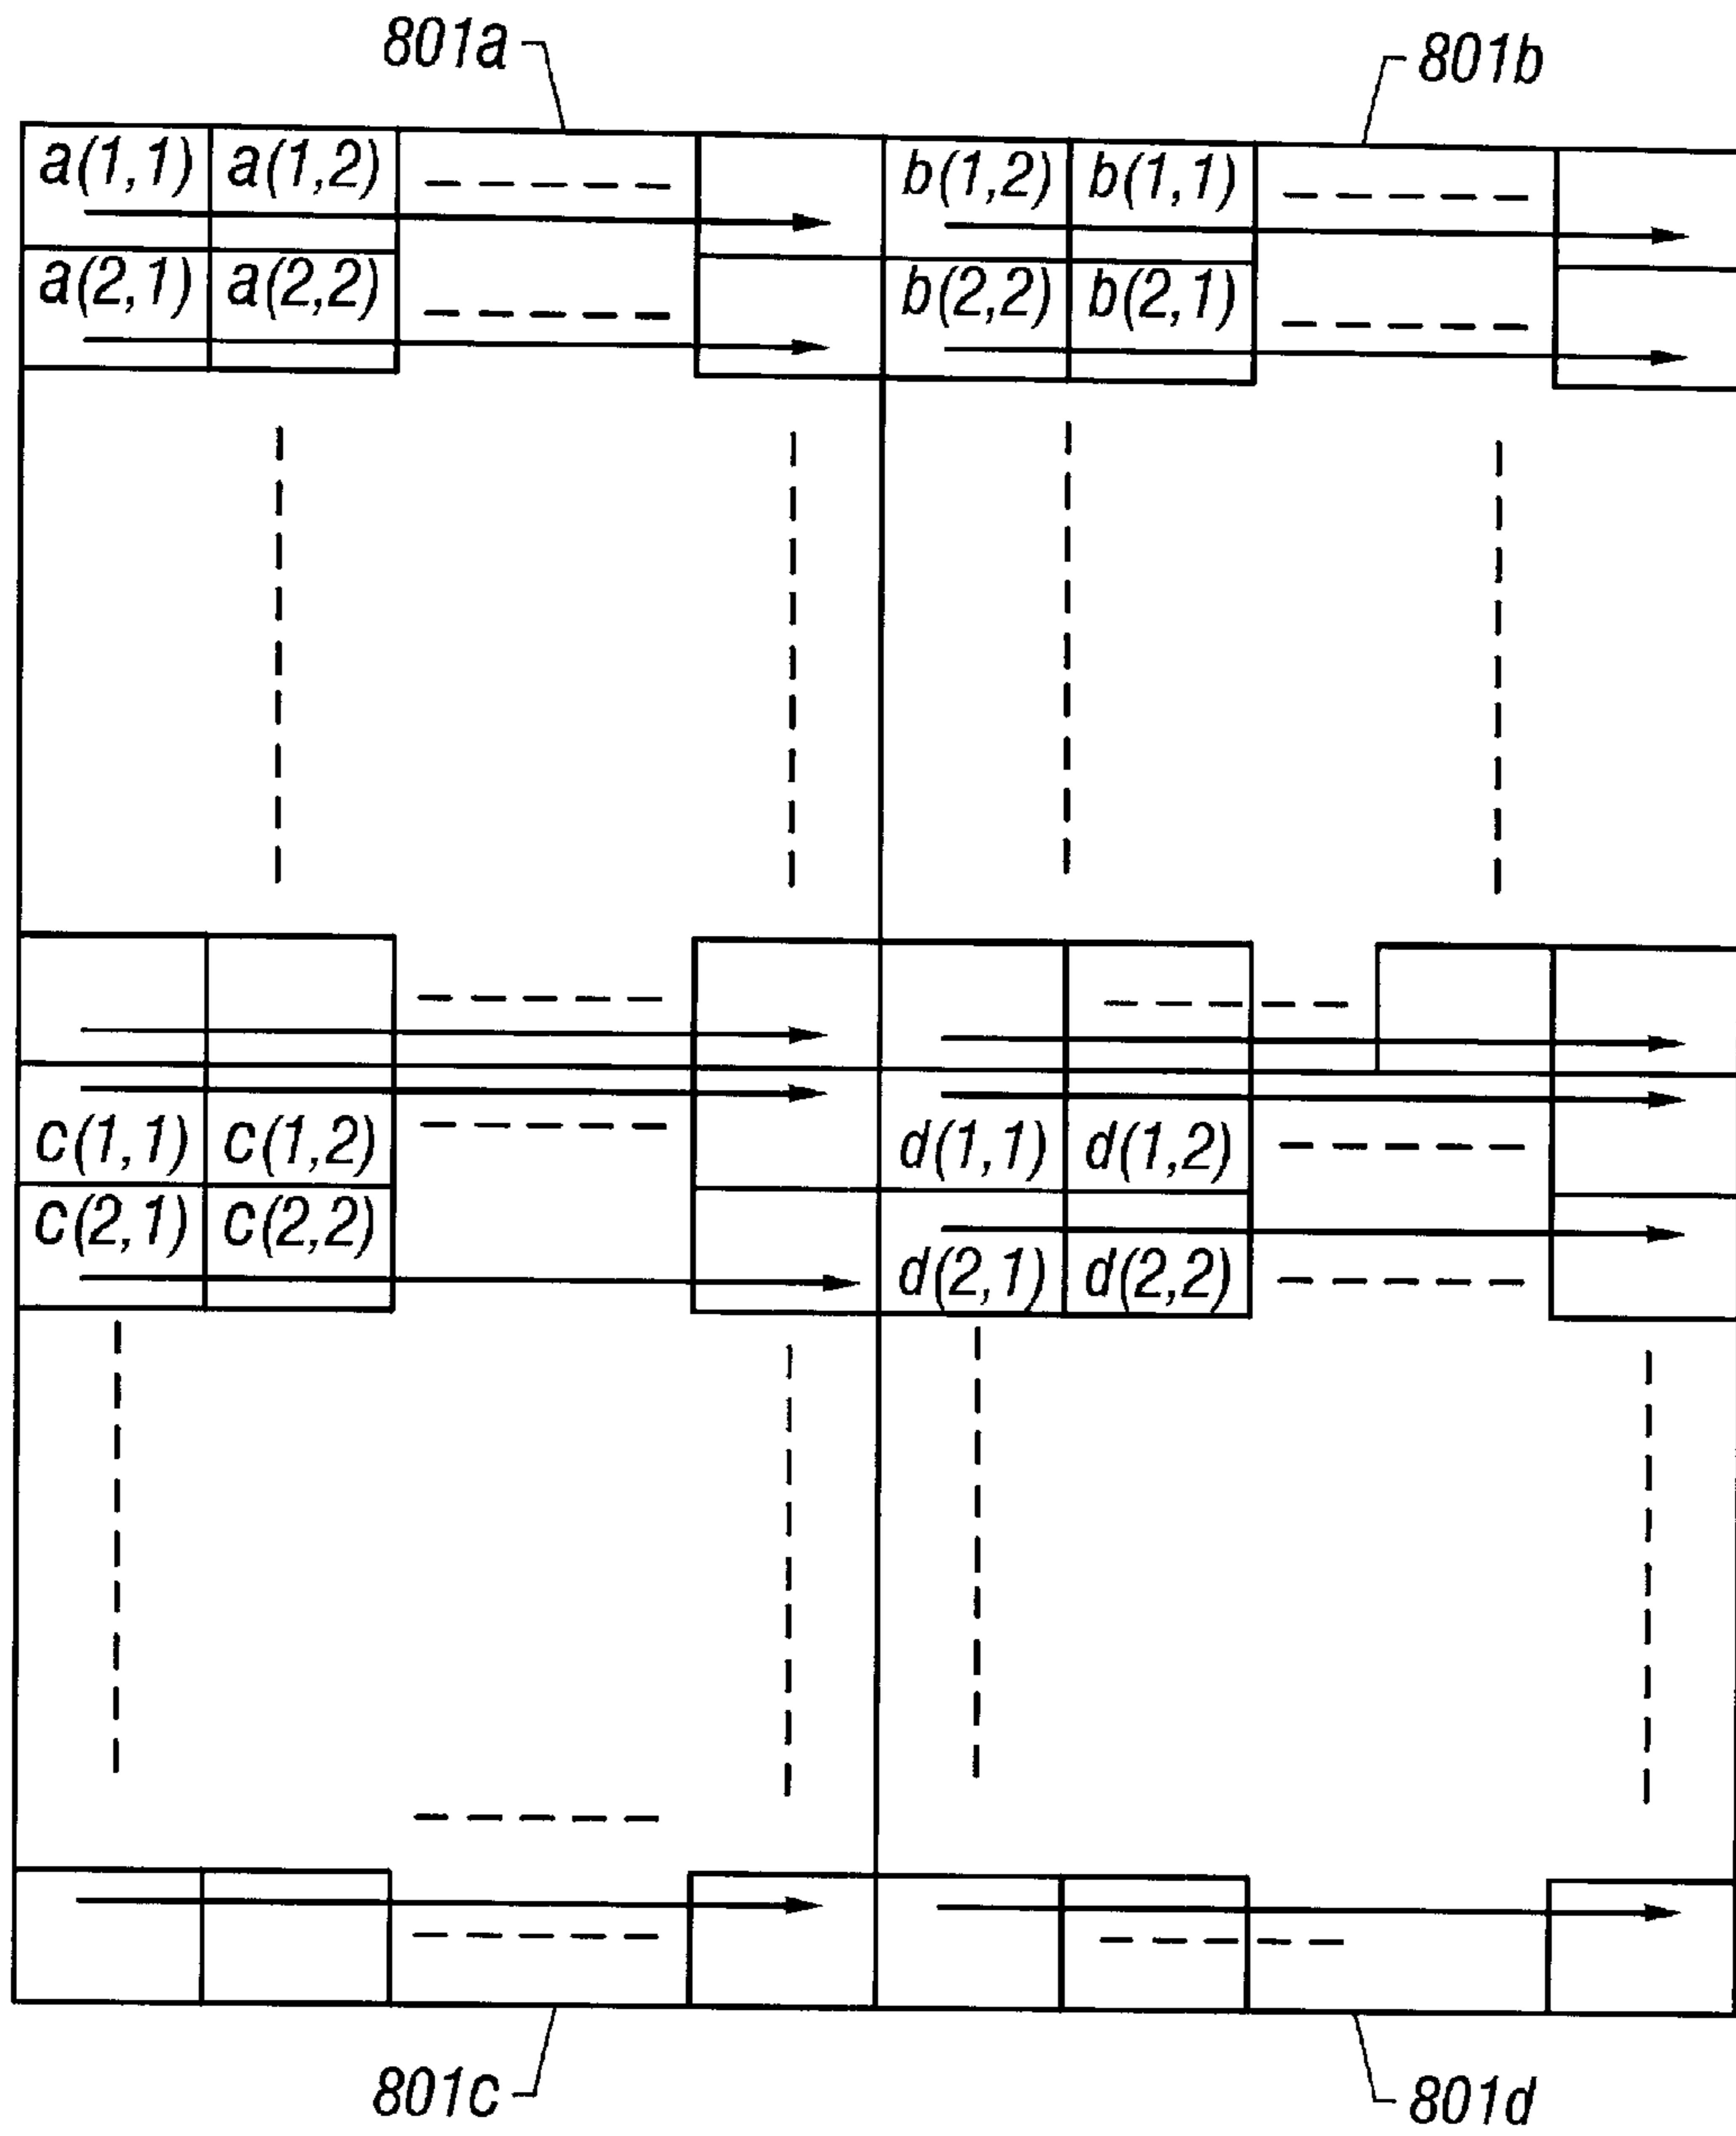 801a 801b
a(1,1) a(1,2) b(1,2) b(1,1)
a(2,1) a(2,2) b(2,2) b(2,1)
c(1,1) c(1,2) d(1,1) d(1,2)
c(2,1) c(2,2) d(2,1) d(2,2)
801c 801d